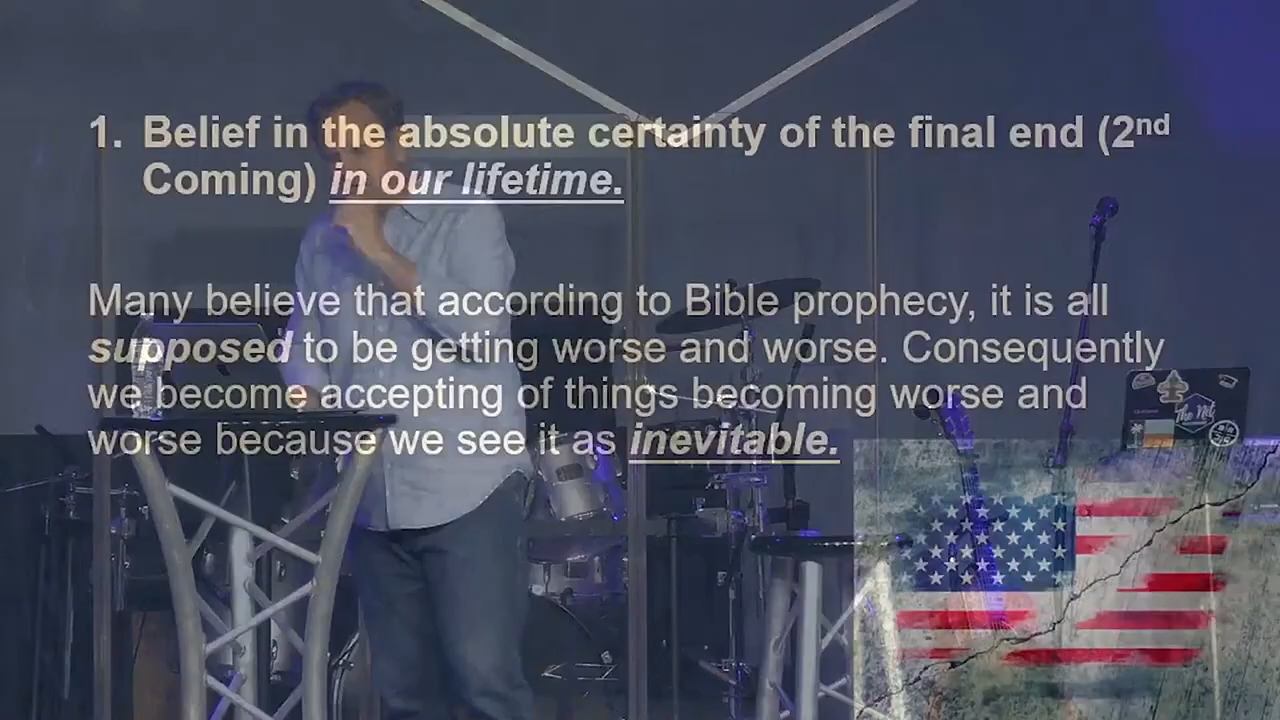 1. Belief in the absolute certainty of the final end (2nd
Coming) in our lifetime.
Many believe that according to Bible prophecy, it is all
supposed to be getting worse and worse. Consequently
we become accepting of things becoming worse and
worse because we see it as inevitable.
The Net